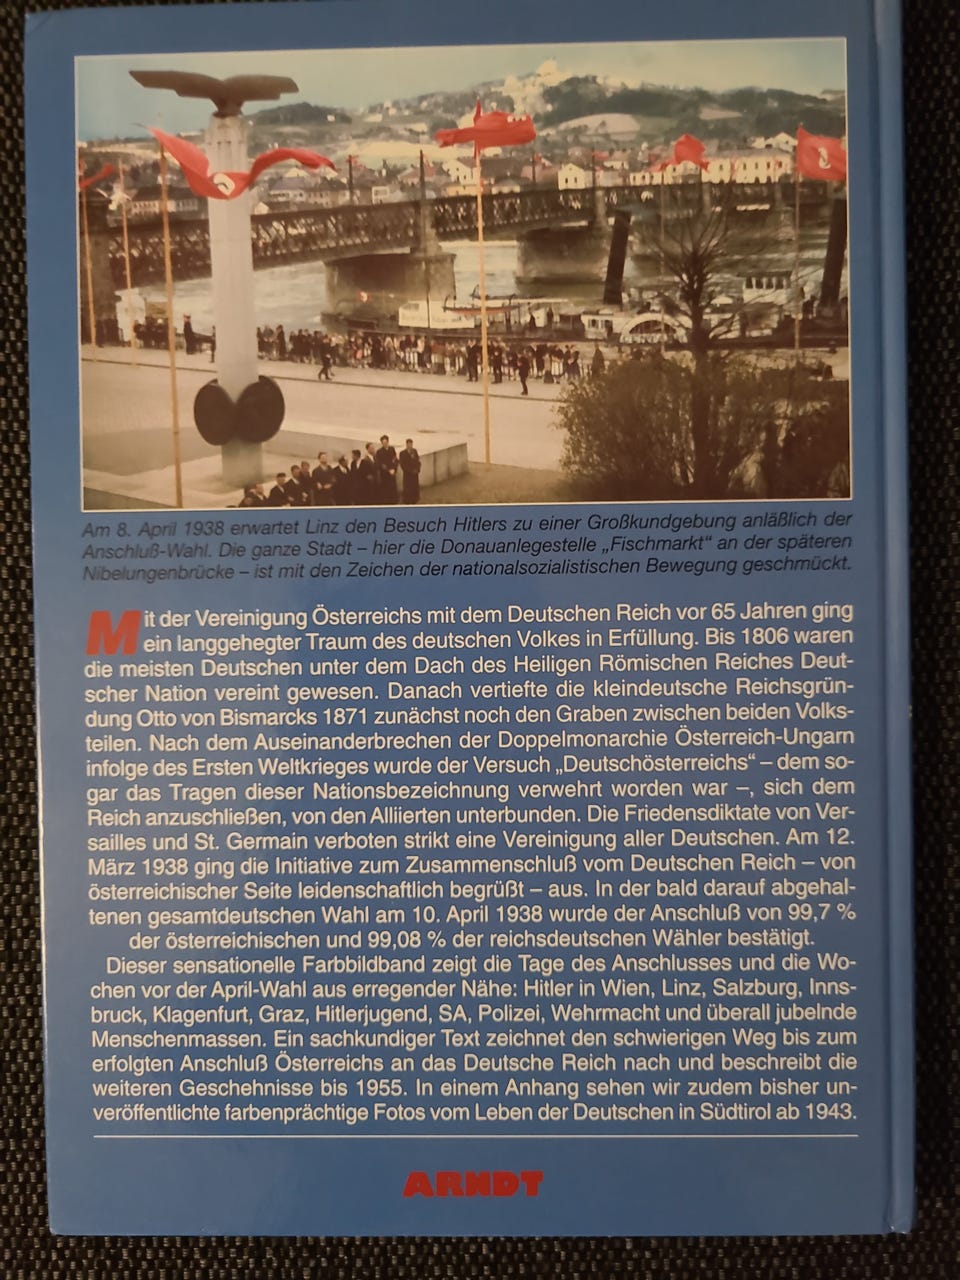 Am 8. April 1938 erwartet Linz den Besuch Hitlers zu einer Großkundgebung anläßlich der
Anschluß-Wahl. Die ganze Stadt – hier die Donauanlegestelle „Fischmarkt“ an der späteren
Nibelungenbrücke – ist mit den Zeichen der nationalsozialistischen Bewegung geschmückt.
Mit der Vereinigung Österreichs mit dem Deutschen Reich vor 65 Jahren ging
ein langgehegter Traum des deutschen Volkes in Erfüllung. Bis 1806 waren
die meisten Deutschen unter dem Dach des Heiligen Römischen Reiches Deut-
scher Nation vereint gewesen. Danach vertiefte die kleindeutsche Reichsgrün-
dung Otto von Bismarcks 1871 zunächst noch den Graben zwischen beiden Volks-
teilen. Nach dem Auseinanderbrechen der Doppelmonarchie Österreich-Ungarn
infolge des Ersten Weltkrieges wurde der Versuch „Deutschösterreichs“ – dem so-
gar das Tragen dieser Nationsbezeichnung verwehrt worden war –, sich dem
Reich anzuschließen, von den Alliierten unterbunden. Die Friedensdiktate von Ver-
sailles und St. Germain verboten strikt eine Vereinigung aller Deutschen. Am 12.
März 1938 ging die Initiative zum Zusammenschluß vom Deutschen Reich – von
österreichischer Seite leidenschaftlich begrüßt – aus. In der bald darauf abgehal-
tenen gesamtdeutschen Wahl am 10. April 1938 wurde der Anschluß von 99,7 %
der österreichischen und 99,08 % der reichsdeutschen Wähler bestätigt.
Dieser sensationelle Farbbildband zeigt die Tage des Anschlusses und die Wo-
chen vor der April-Wahl aus erregender Nähe: Hitler in Wien, Linz, Salzburg, Inns-
bruck, Klagenfurt, Graz, Hitlerjugend, SA, Polizei, Wehrmacht und überall jubelnde
Menschenmassen. Ein sachkundiger Text zeichnet den schwierigen Weg bis zum
erfolgten Anschluß Österreichs an das Deutsche Reich nach und beschreibt die
weiteren Geschehnisse bis 1955. In einem Anhang sehen wir zudem bisher un-
veröffentlichte farbenprächtige Fotos vom Leben der Deutschen in Südtirol ab 1943.
ARNDT